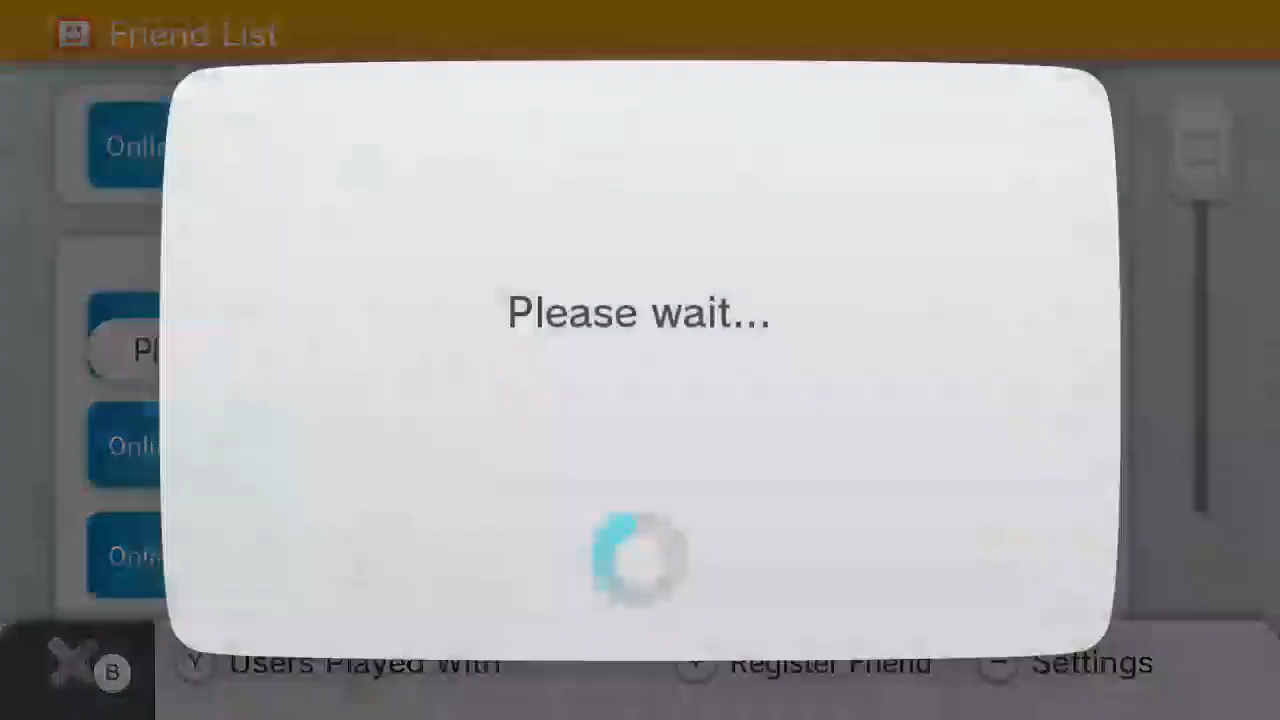 Friend List
Please wait...
B
Y Users Played With
Register Friend
Settings